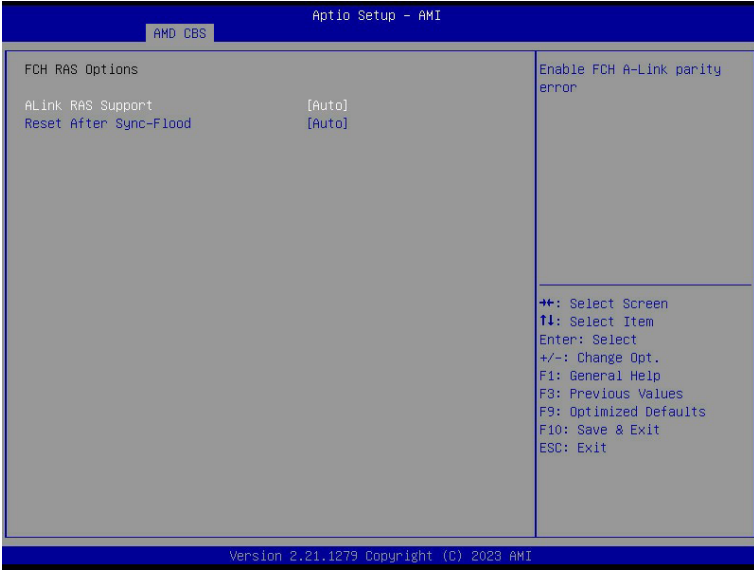 Aptio Setup – AMI
AMD CBS
FCH RAS Options
ALink RAS Support [Auto]
Reset After Sync-Flood [Auto]
Enable FCH A-Link parity
error
→←: Select Screen
↑↓: Select Item
Enter: Select
+/-: Change Opt.
F1: General Help
F3: Previous Values
F9: Optimized Defaults
F10: Save & Exit
ESC: Exit
Version 2.21.1279 Copyright (C) 2023 AMI